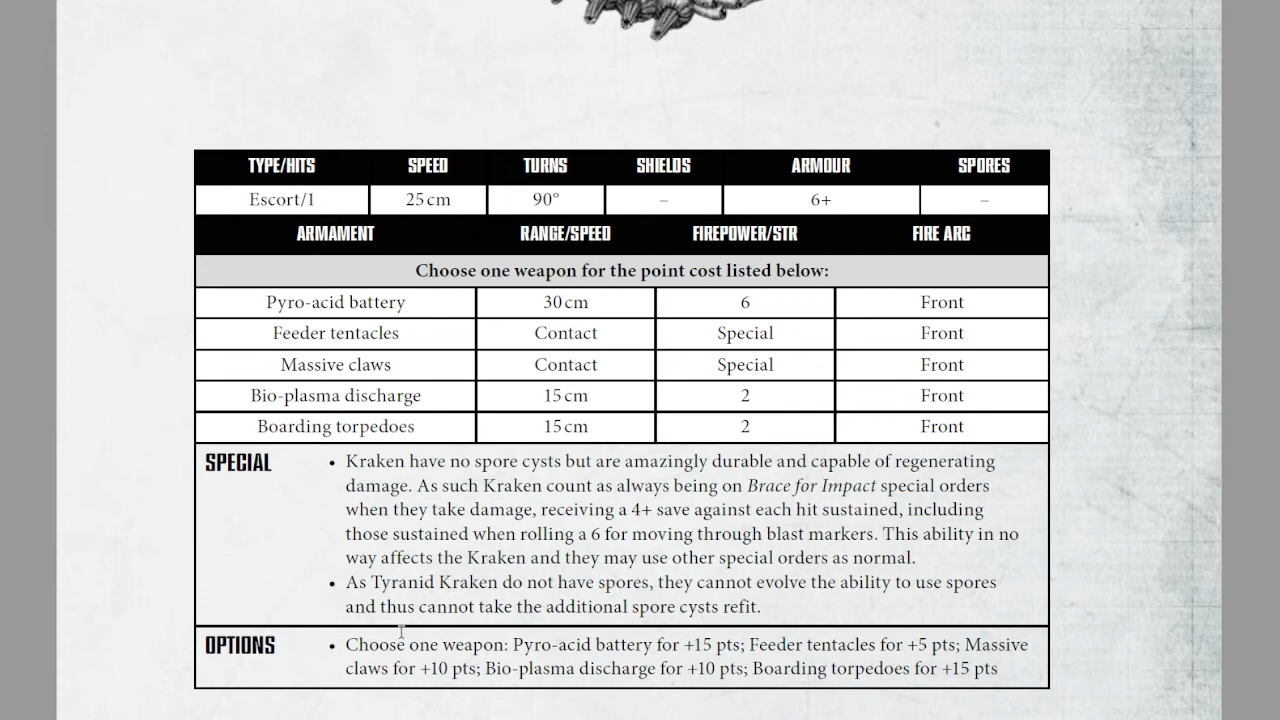 TYPE/HITS SPEED TURNS SHIELDS ARMOUR SPORES
Escort/1 25 cm 90° – 6+ –
ARMAMENT RANGE/SPEED FIREPOWER/STR FIRE ARC
Choose one weapon for the point cost listed below:
Pyro-acid battery 30 cm 6 Front
Feeder tentacles Contact Special Front
Massive claws Contact Special Front
Bio-plasma discharge 15 cm 2 Front
Boarding torpedoes 15 cm 2 Front
SPECIAL • Kraken have no spore cysts but are amazingly durable and capable of regenerating
damage. As such Kraken count as always being on Brace for Impact special orders
when they take damage, receiving a 4+ save against each hit sustained, including
those sustained when rolling a 6 for moving through blast markers. This ability in no
way affects the Kraken and they may use other special orders as normal.
• As Tyranid Kraken do not have spores, they cannot evolve the ability to use spores
and thus cannot take the additional spore cysts refit.
OPTIONS • Choose one weapon: Pyro-acid battery for +15 pts; Feeder tentacles for +5 pts; Massive
claws for +10 pts; Bio-plasma discharge for +10 pts; Boarding torpedoes for +15 pts